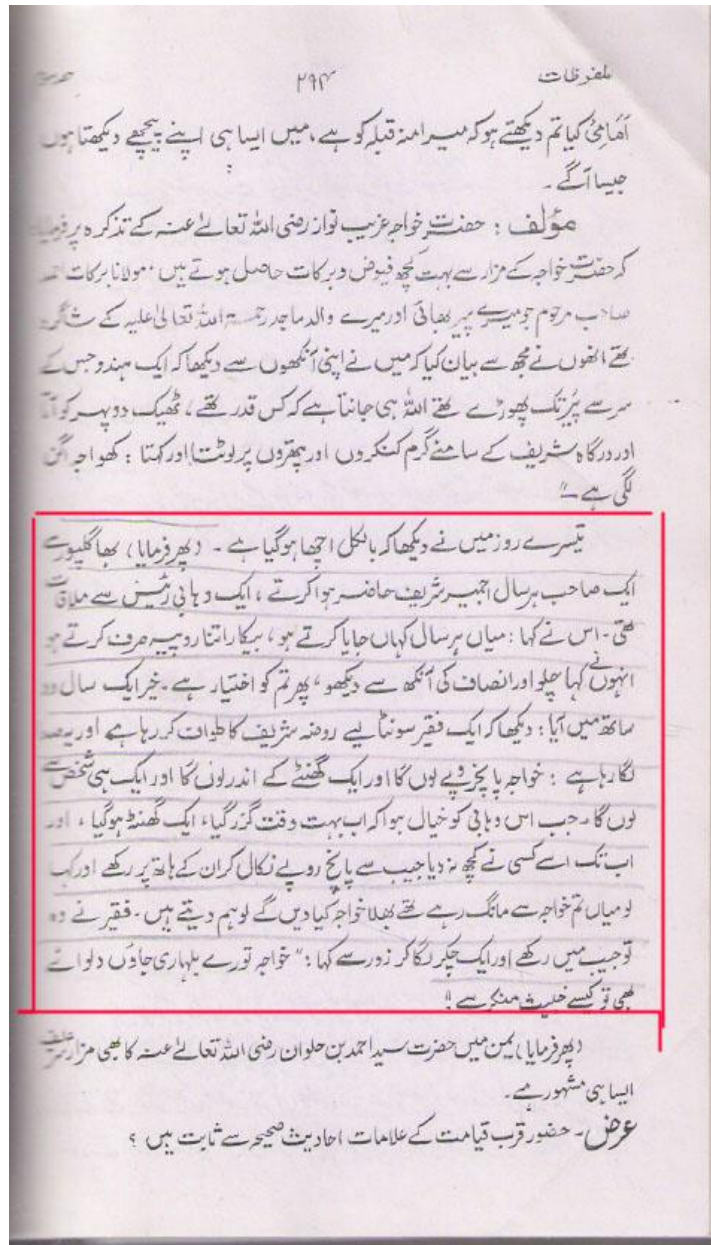 ملفوظات
۲۹۴
اَمَامِیْ کیا تم دیکھتے ہو کہ میرا منہ قبلہ کو ہے، میں ایسا ہی اپنے پیچھے دیکھتا ہوں
جیسا آگے ۔
مؤلف : حضرت خواجہ غریب نواز رضی اللہ تعالےٰ عنہ کے تذکرہ پر فرمایا
کہ حضرت خواجہ کے مزار سے بہت کچھ فیوض و برکات حاصل ہوتے ہیں ۔ مولانا برکات احمد
صاحب مرحوم جو میرے پیر بھائی اور میرے والد ماجد رحمۃ اللہ تعالیٰ علیہ کے شاگرد
تھے انھوں نے مجھ سے بیان کیا کہ میں نے اپنی آنکھوں سے دیکھا کہ ایک ہندو جس کے
سر سے پیر تک پھوڑے تھے اللہ ہی جانتا ہے کہ کس قدر تھے ، ٹھیک دوپہر کو آتا
اور درگاہ شریف کے سامنے گرم کنکروں اور پتھروں پر لوٹتا اور کہتا : کھواجہ اگن
لگی ہے ۔"
تیسرے روز میں نے دیکھا کہ بالکل اچھا ہوگیا ہے ۔ (پھر فرمایا) بھاگلپور سے
ایک صاحب ہر سال اجمیر شریف حاضر ہوا کرتے ، ایک وہابی رئیس سے ملاقات
تھی ۔ اس نے کہا : میاں ہر سال کہاں جایا کرتے ہو ، بیکار اتنا روپیہ صرف کرتے ہو
انہوں نے کہا چلو اور انصاف کی آنکھ سے دیکھو ، پھر تم کو اختیار ہے ۔ خیر ایک سال وہ
ساتھ میں آیا : دیکھا کہ ایک فقیر سونٹا لیے روضہ شریف کا طواف کر رہا ہے اور یہ صدا
لگا رہا ہے : خواجہ پانچ روپے لوں گا اور ایک گھنٹے کے اندر لوں گا اور ایک ہی شخص سے
لوں گا ۔ جب اس وہابی کو خیال ہوا کہ اب بہت وقت گزر گیا ، ایک گھنٹہ ہوگیا ، اور
اب تک اسے کسی نے کچھ نہ دیا جیب سے پانچ روپے نکال کر ان کے ہاتھ پر رکھے اور کہا
لو میاں تم خواجہ سے مانگ رہے تھے بھلا خواجہ کیا دیں گے لو ہم دیتے ہیں ۔ فقیر نے وہ
تو جیب میں رکھے اور ایک چکر لگا کر زور سے کہا : "خواجہ تورے بلہاری جاؤں دلوائے
بھی تو کیسے خبیث منکر سے !"
(پھر فرمایا) یمن میں حضرت سید احمد بن علوان رضی اللہ تعالےٰ عنہ کا بھی مزار
ایسا ہی مشہور ہے ۔
عرض ۔ حضور قرب قیامت کے علامات احادیث صحیحہ سے ثابت ہیں ؟